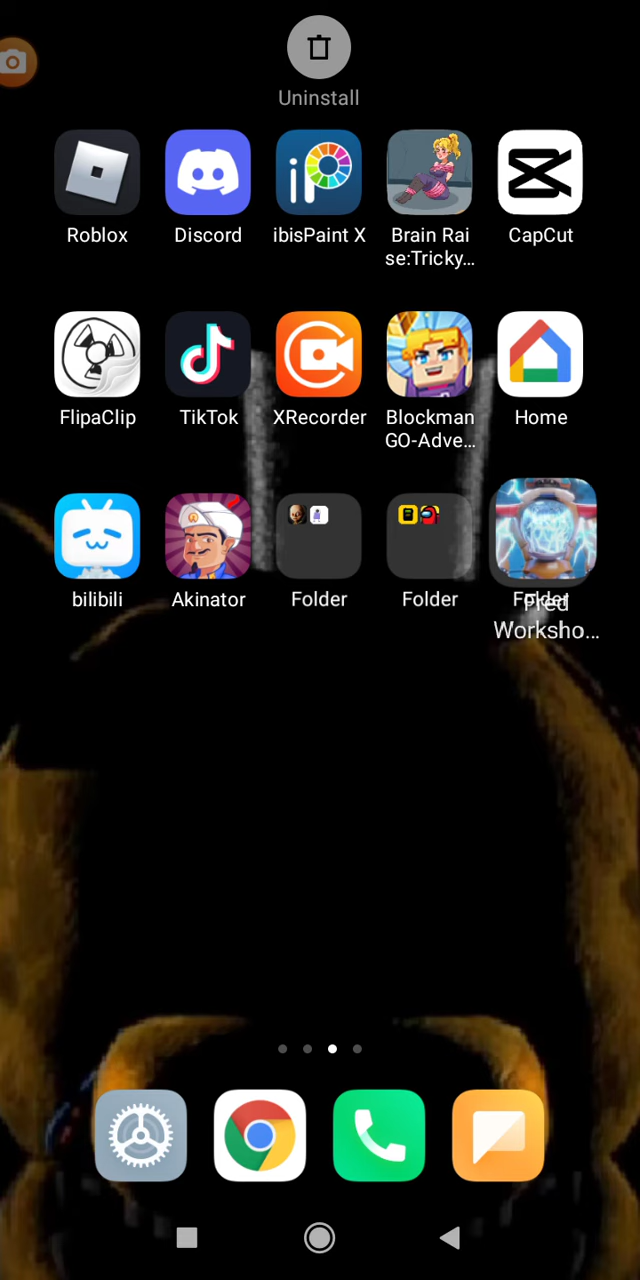 Uninstall
Roblox
Discord
ibisPaint X
Brain Rai
se:Tricky...
CapCut
FlipaClip
TikTok
XRecorder
Blockman
GO-Adve...
Home
bilibili
Akinator
Folder
Folder
Folder
Fred
Worksho...